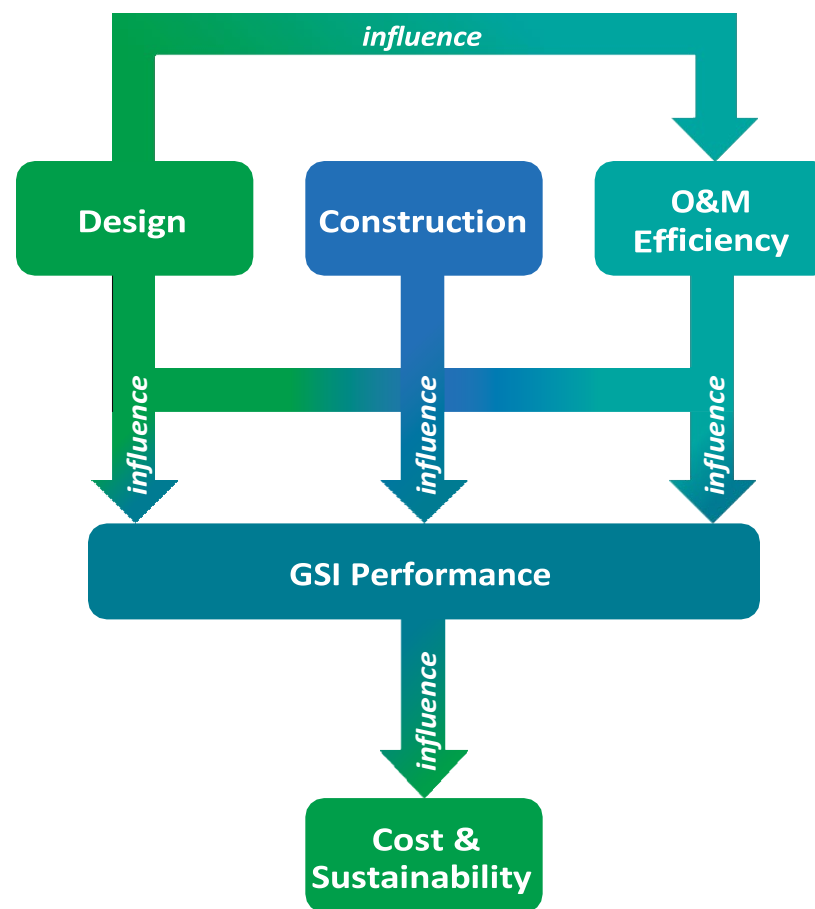 influence
Design
Construction
O&M
Efficiency
influence
influence
influence
GSI Performance
influence
Cost &
Sustainability